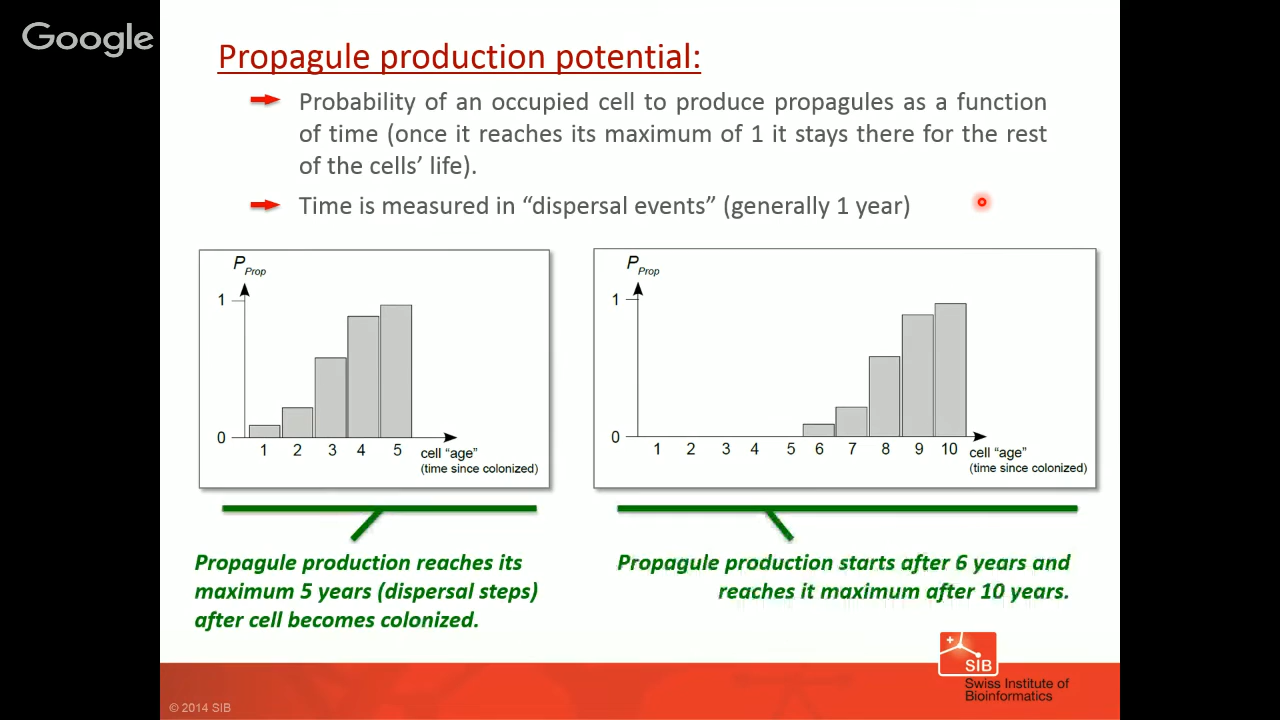 Google
Propagule production potential:
Probability of an occupied cell to produce propagules as a function
of time (once it reaches its maximum of 1 it stays there for the rest
of the cells’ life).
Time is measured in “dispersal events” (generally 1 year)
P Prop
1
0
1 2 3 4 5
cell “age”
(time since colonized)
P Prop
1
0
1 2 3 4 5 6 7 8 9 10
cell “age”
(time since colonized)
Propagule production reaches its
maximum 5 years (dispersal steps)
after cell becomes colonized.
Propagule production starts after 6 years and
reaches it maximum after 10 years.
SIB
Swiss Institute of
Bioinformatics
© 2014 SIB